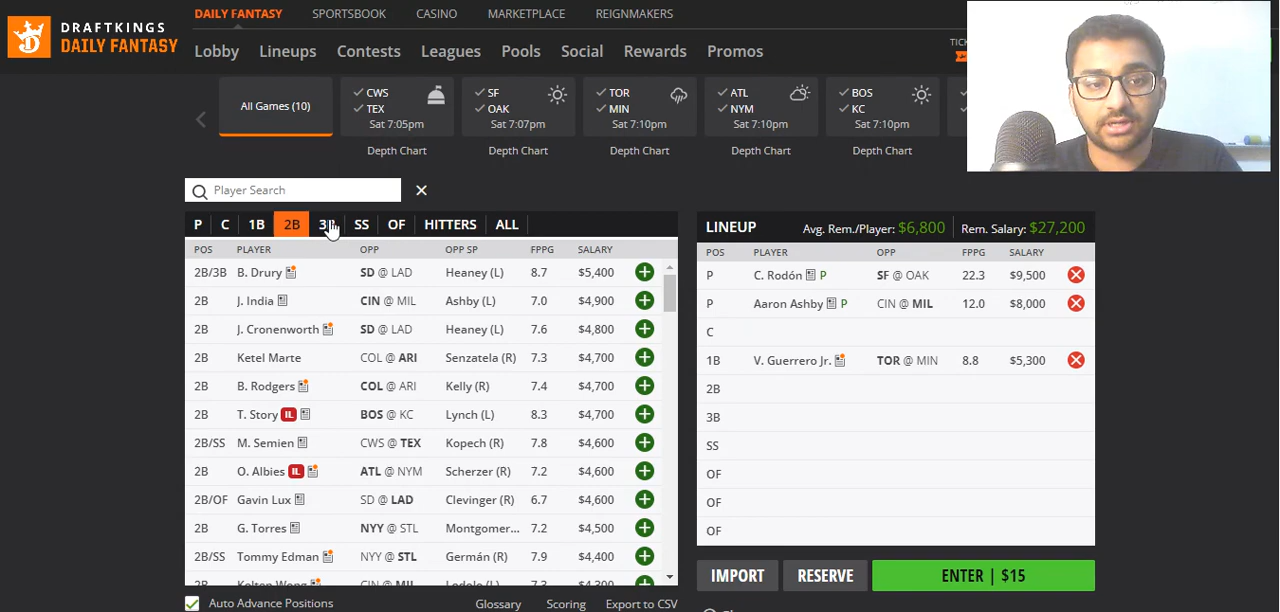 DRAFTKINGS
DAILY FANTASY
DAILY FANTASY SPORTSBOOK CASINO MARKETPLACE REIGNMAKERS
Lobby Lineups Contests Leagues Pools Social Rewards Promos
All Games (10)
CWS
TEX
Sat 7:05pm
Depth Chart
SF
OAK
Sat 7:07pm
Depth Chart
TOR
MIN
Sat 7:10pm
Depth Chart
ATL
NYM
Sat 7:10pm
Depth Chart
BOS
KC
Sat 7:10pm
Depth Chart
Player Search
P C 1B 2B SS OF HITTERS ALL
POS PLAYER OPP OPP SP FPPG SALARY
2B/3B B. Drury SD @ LAD Heaney (L) 8.7 $5,400
2B J. India CIN @ MIL Ashby (L) 7.0 $4,900
2B J. Cronenworth SD @ LAD Heaney (L) 7.6 $4,800
2B Ketel Marte COL @ ARI Senzatela (R) 7.3 $4,700
2B B. Rodgers COL @ ARI Kelly (R) 7.4 $4,700
2B T. Story IL BOS @ KC Lynch (L) 8.3 $4,700
2B/SS M. Semien CWS @ TEX Kopech (R) 7.8 $4,600
2B O. Albies IL ATL @ NYM Scherzer (R) 7.2 $4,600
2B/OF Gavin Lux SD @ LAD Clevinger (R) 6.7 $4,600
2B G. Torres NYY @ STL Montgomer... 7.2 $4,500
2B/SS Tommy Edman NYY @ STL Germán (R) 7.9 $4,400
2B Kolten Wong CIN @ MIL Lodolo (L) 7.3 $4,300
Auto Advance Positions Glossary Scoring Export to CSV
LINEUP Avg. Rem./Player: $6,800 Rem. Salary: $27,200
POS PLAYER OPP FPPG SALARY
P C. Rodón P SF @ OAK 22.3 $9,500
P Aaron Ashby P CIN @ MIL 12.0 $8,000
C
1B V. Guerrero Jr. TOR @ MIN 8.8 $5,300
2B
3B
SS
OF
OF
OF
IMPORT RESERVE ENTER | $15